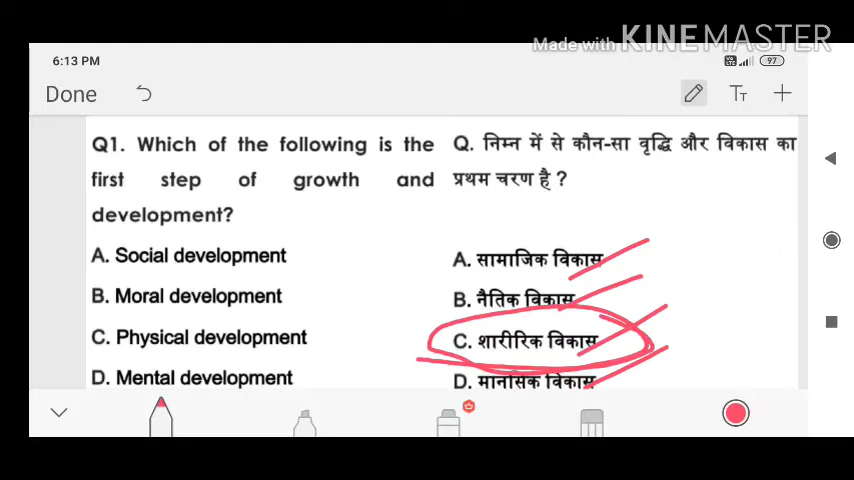 Made with KINEMASTER
6:13 PM
97
Done
Q1. Which of the following is the
first step of growth and
development?
A. Social development
B. Moral development
C. Physical development
D. Mental development
Q. निम्न में से कौन-सा वृद्धि और विकास का
प्रथम चरण है ?
A. सामाजिक विकास
B. नैतिक विकास
C. शारीरिक विकास
D. मानसिक विकास